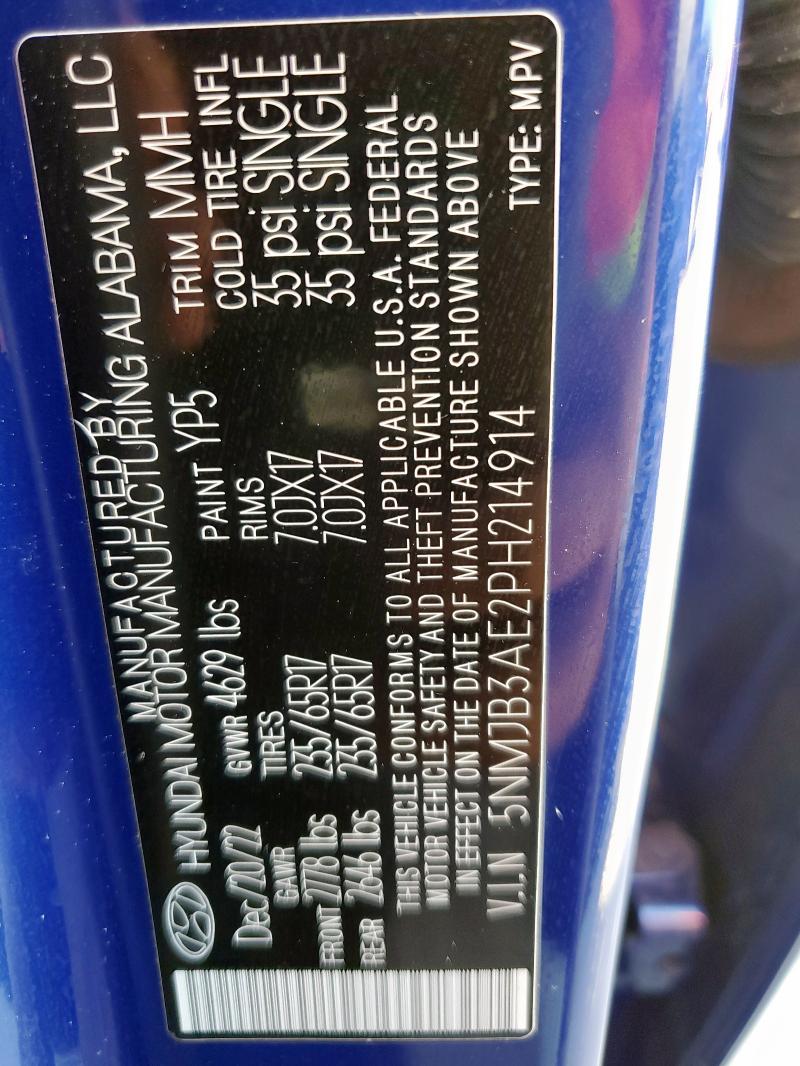 MANUFACTURED BY
HYUNDAI MOTOR MANUFACTURING ALABAMA, LLC
Dec/20/22 GVWR 4629 lbs PAINT YP5 TRIM MMH
GAWR TIRES RIMS COLD TIRE INFL
FRONT 2778 lbs 235/65R17 7.0JX17 35 psi SINGLE
REAR 2646 lbs 235/65R17 7.0JX17 35 psi SINGLE
THIS VEHICLE CONFORMS TO ALL APPLICABLE U.S.A. FEDERAL
MOTOR VEHICLE SAFETY AND THEFT PREVENTION STANDARDS
IN EFFECT ON THE DATE OF MANUFACTURE SHOWN ABOVE
V.I.N 5NMJB3AE2PH214914 TYPE: MPV